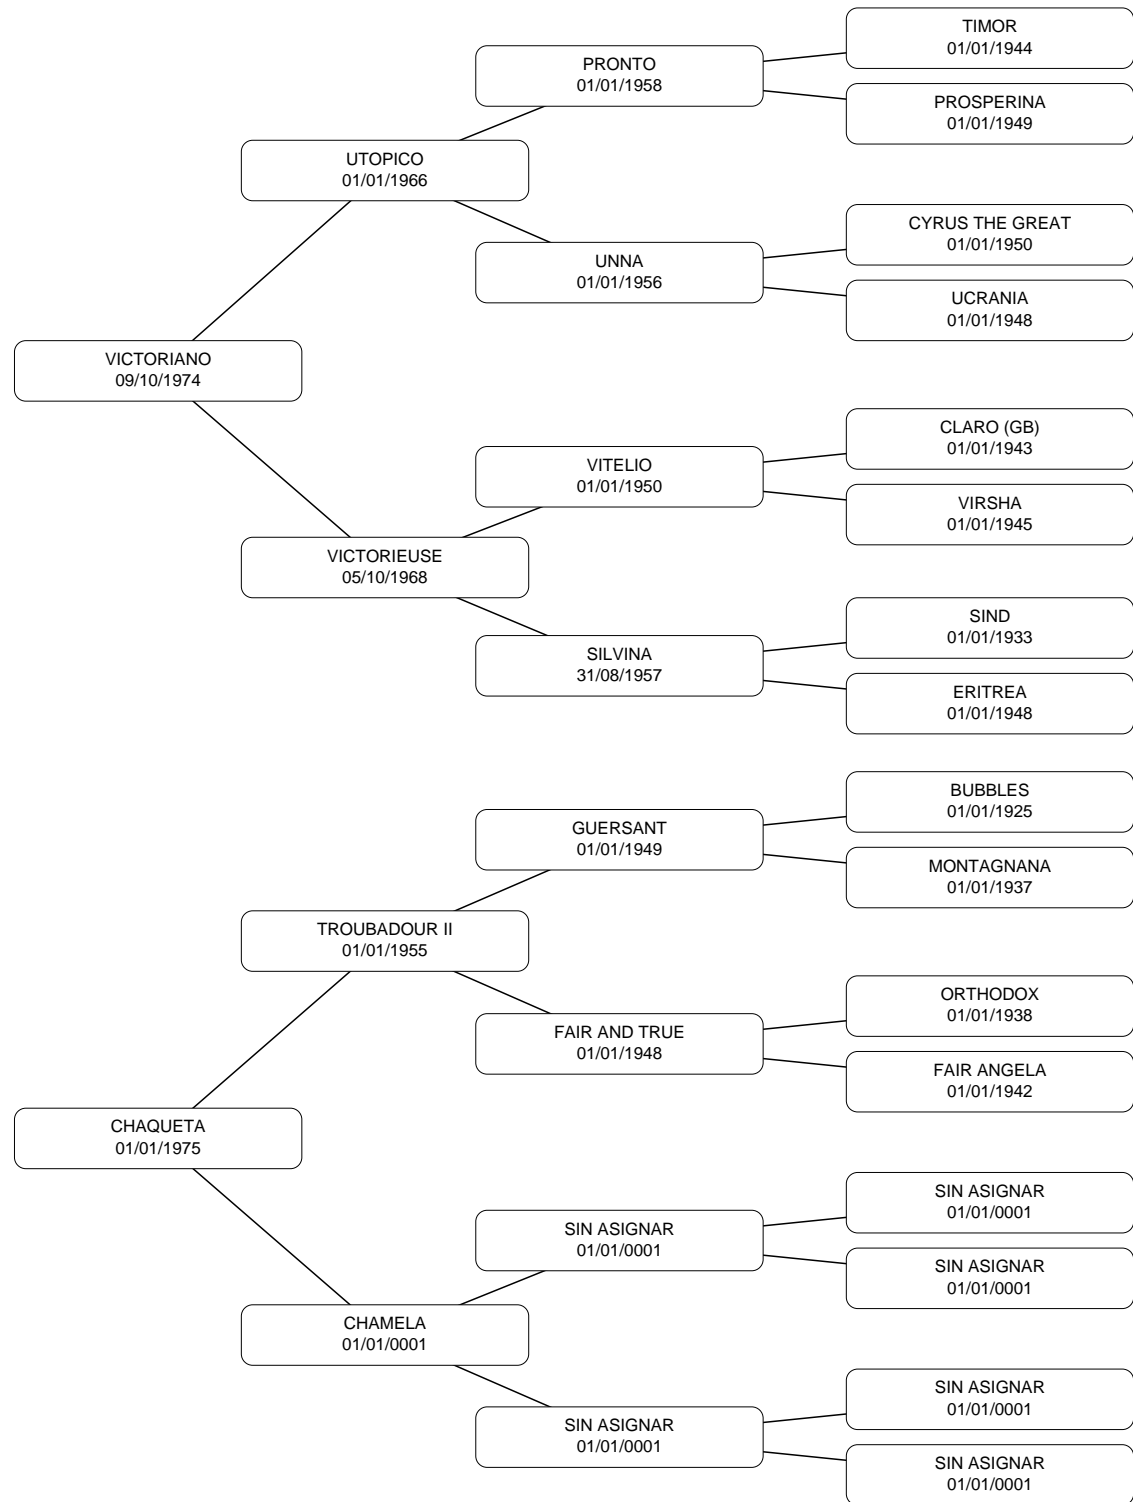 TIMOR
01/01/1944
PRONTO
01/01/1958
PROSPERINA
01/01/1949
UTOPICO
01/01/1966
CYRUS THE GREAT
01/01/1950
UNNA
01/01/1956
UCRANIA
01/01/1948
VICTORIANO
09/10/1974
CLARO (GB)
01/01/1943
VITELIO
01/01/1950
VIRSHA
01/01/1945
VICTORIEUSE
05/10/1968
SIND
01/01/1933
SILVINA
31/08/1957
ERITREA
01/01/1948
BUBBLES
01/01/1925
GUERSANT
01/01/1949
MONTAGNANA
01/01/1937
TROUBADOUR II
01/01/1955
ORTHODOX
01/01/1938
FAIR AND TRUE
01/01/1948
FAIR ANGELA
01/01/1942
CHAQUETA
01/01/1975
SIN ASIGNAR
01/01/0001
SIN ASIGNAR
01/01/0001
SIN ASIGNAR
01/01/0001
CHAMELA
01/01/0001
SIN ASIGNAR
01/01/0001
SIN ASIGNAR
01/01/0001
SIN ASIGNAR
01/01/0001